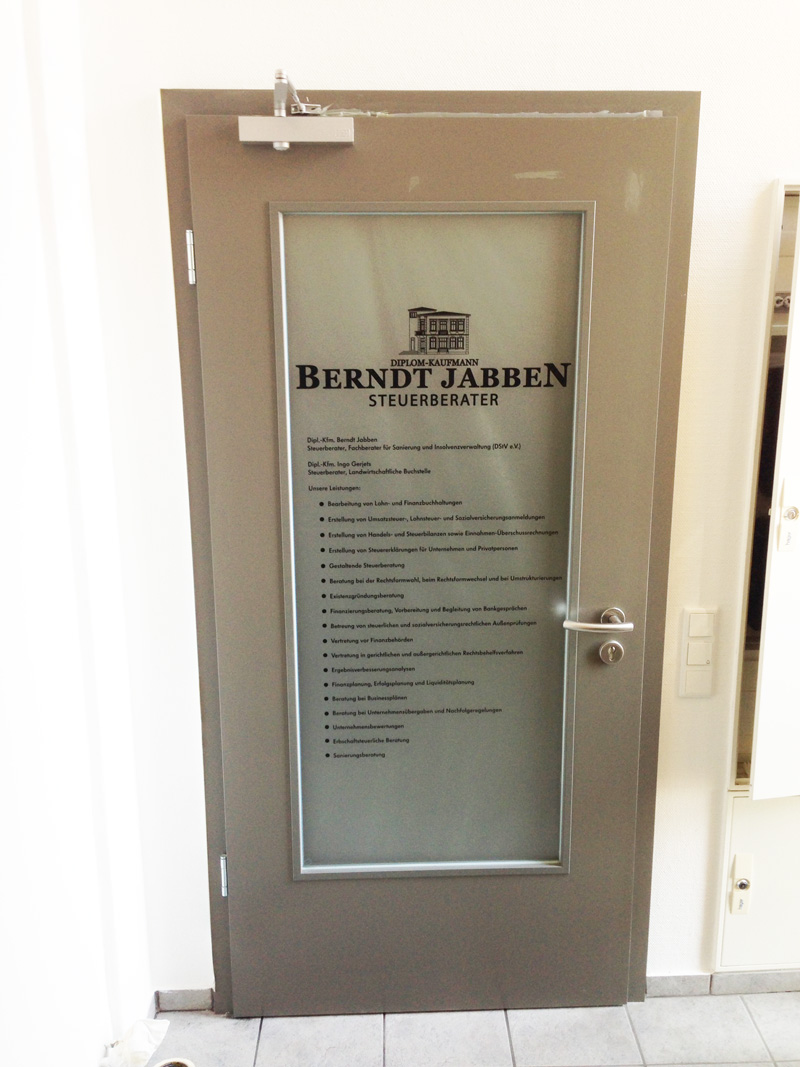 DIPLOM-KAUFMANN
BERNDT JABBEN
STEUERBERATER
Dipl.-Kfm. Berndt Jabben
Steuerberater, Fachberater für Sanierung und Insolvenzverwaltung (DStV e.V.)
Dipl.-Kfm. Ingo Gerjets
Steuerberater, Landwirtschaftliche Buchstelle
Unsere Leistungen:
• Bearbeitung von Lohn- und Finanzbuchhaltungen
• Erstellung von Umsatzsteuer-, Lohnsteuer- und Sozialversicherungsanmeldungen
• Erstellung von Handels- und Steuerbilanzen sowie Einnahmen-Überschussrechnungen
• Erstellung von Steuererklärungen für Unternehmen und Privatpersonen
• Gestaltende Steuerberatung
• Beratung bei der Rechtsformwahl, beim Rechtsformwechsel und bei Umstrukturierungen
• Existenzgründungsberatung
• Finanzierungsberatung, Vorbereitung und Begleitung von Bankgesprächen
• Betreuung von steuerlichen und sozialversicherungsrechtlichen Außenprüfungen
• Vertretung vor Finanzbehörden
• Vertretung in gerichtlichen und außergerichtlichen Rechtsbehelfsverfahren
• Ergebnisverbesserungsanalysen
• Finanzplanung, Erfolgsplanung und Liquiditätsplanung
• Beratung bei Businessplänen
• Beratung bei Unternehmensübergaben und Nachfolgeregelungen
• Unternehmensbewertungen
• Erbschaftsteuerliche Beratung
• Sanierungsberatung